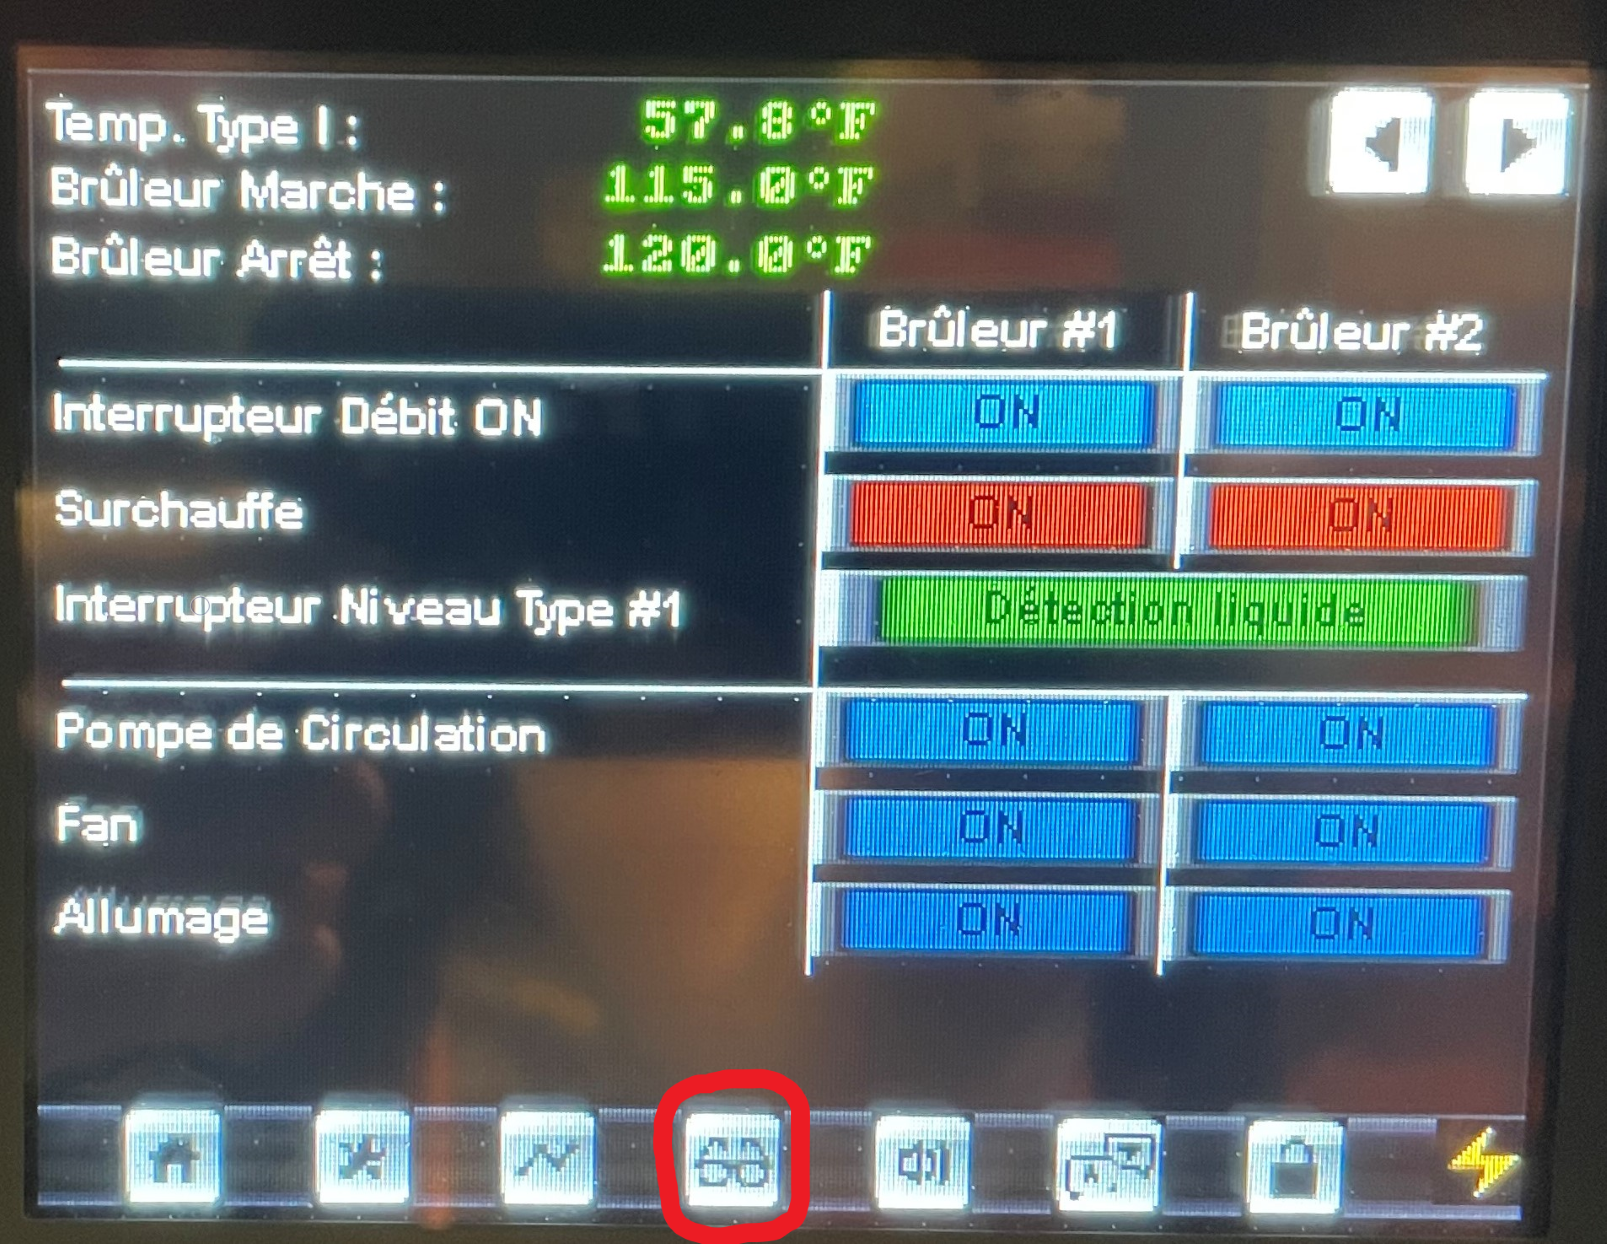 Temp. Type I : 57.8°F
Brûleur Marche : 115.0°F
Brûleur Arrêt : 120.0°F
Brûleur #1 Brûleur #2
Interrupteur Débit ON ON ON
Surchauffe ON ON
Interrupteur Niveau Type #1 Détection liquide
Pompe de Circulation ON ON
Fan ON ON
Allumage ON ON